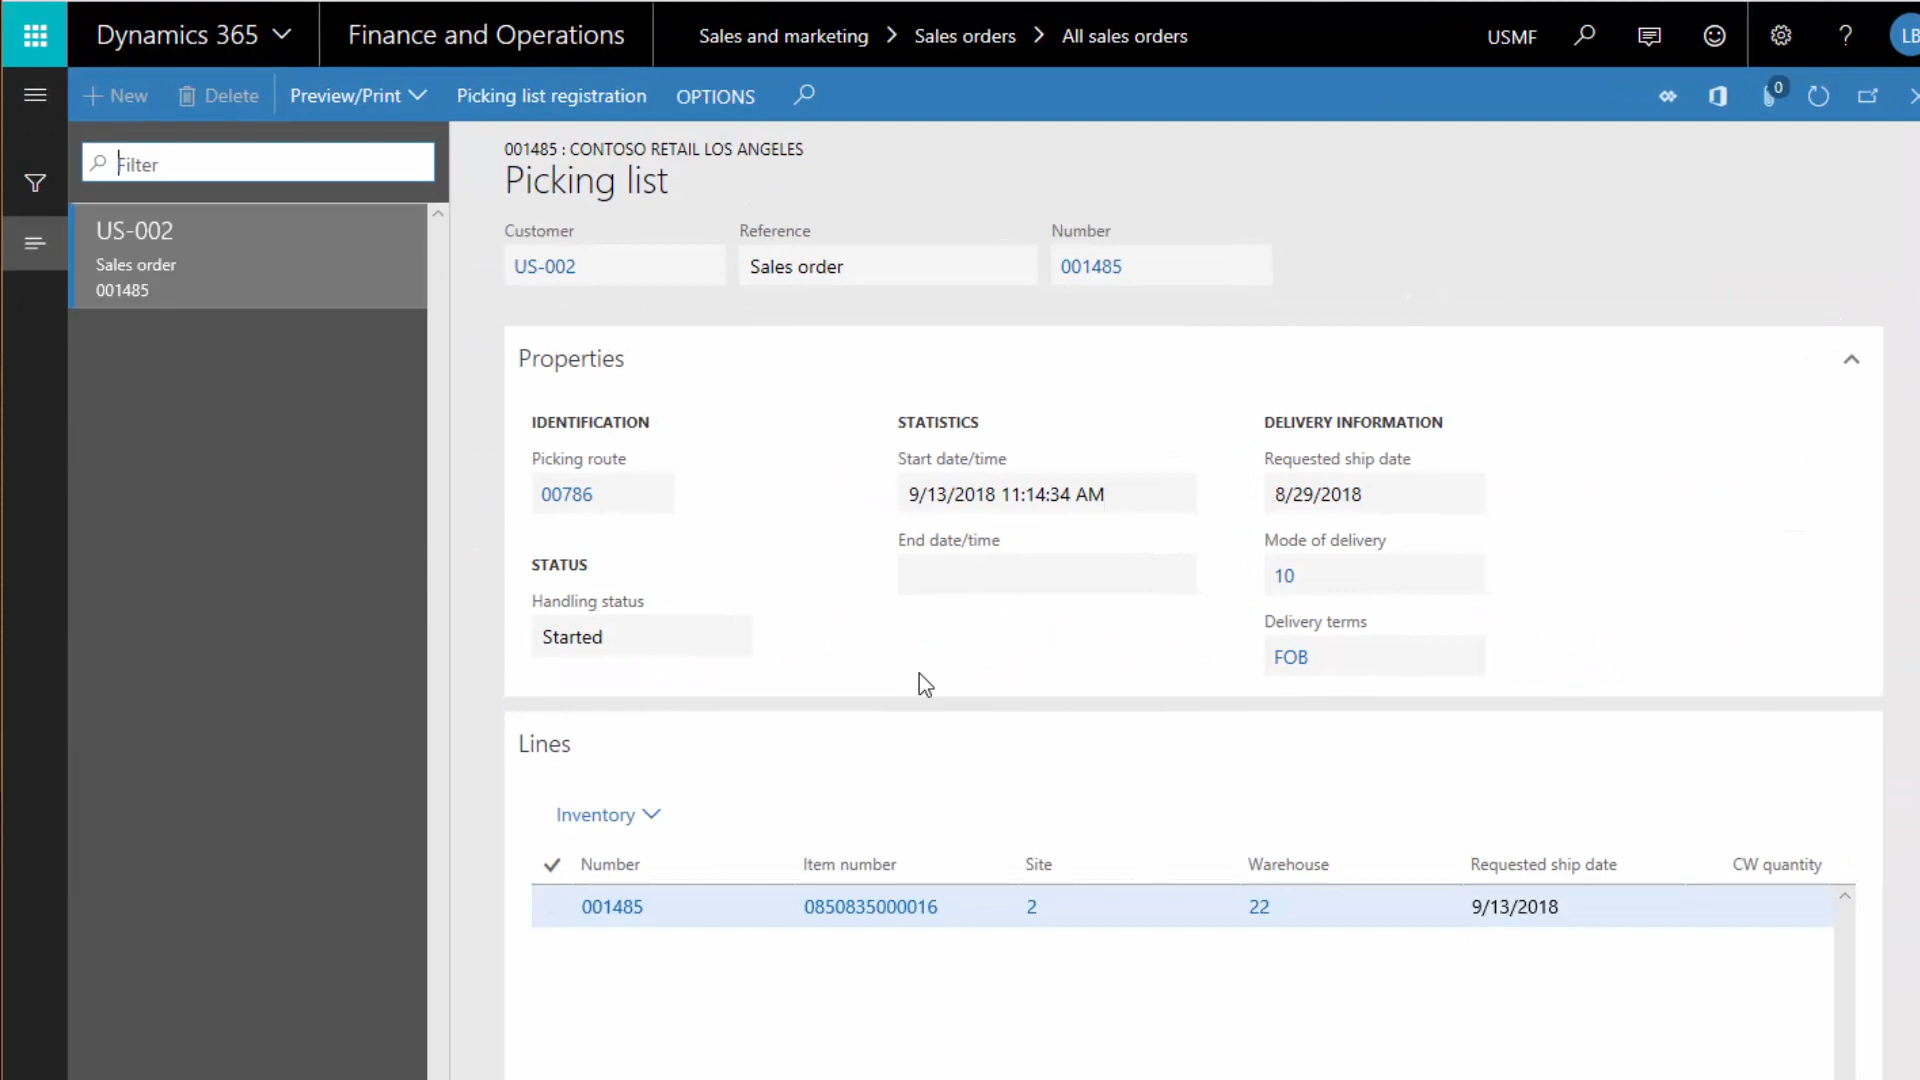 Dynamics 365
Finance and Operations
Sales and marketing > Sales orders > All sales orders
USMF
?
LB
+ New
Delete
Preview/Print
Picking list registration
OPTIONS
0
Filter
US-002
Sales order
001485
001485 : CONTOSO RETAIL LOS ANGELES
Picking list
Customer Reference Number
US-002 Sales order 001485
Properties
IDENTIFICATION STATISTICS DELIVERY INFORMATION
Picking route Start date/time Requested ship date
00786 9/13/2018 11:14:34 AM 8/29/2018
End date/time Mode of delivery
10
STATUS
Handling status
Started
Delivery terms
FOB
Lines
Inventory
Number Item number Site Warehouse Requested ship date CW quantity
001485 0850835000016 2 22 9/13/2018